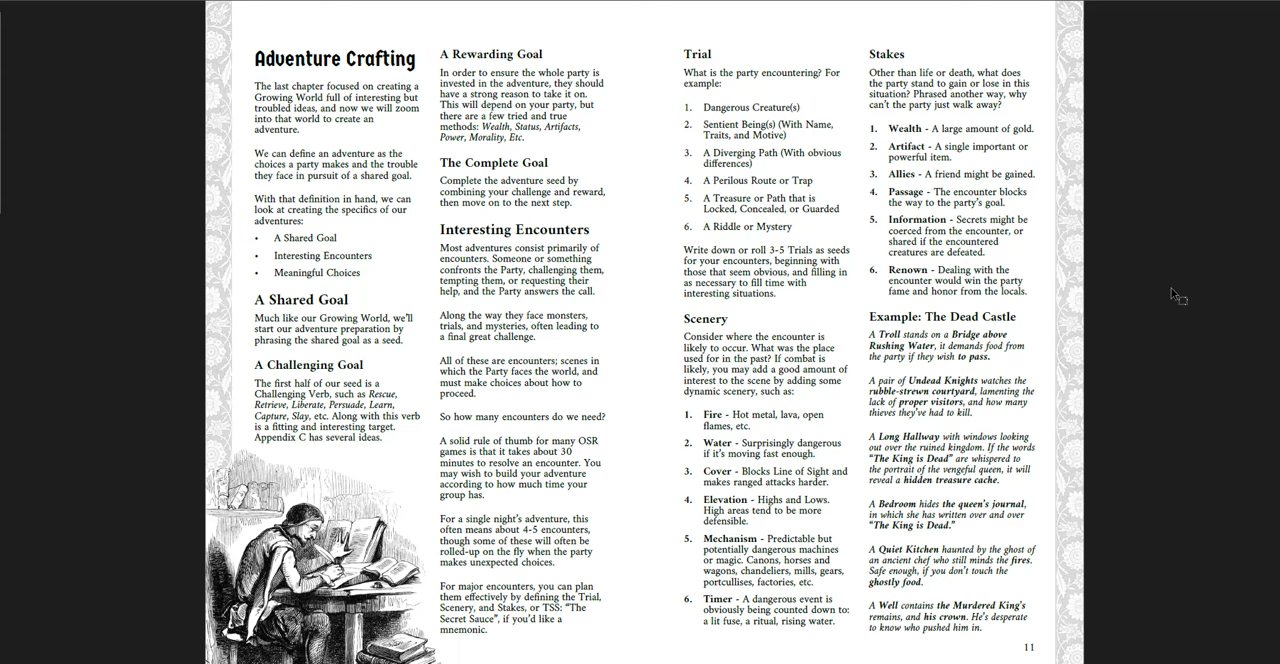 Adventure Crafting
The last chapter focused on creating a
Growing World full of interesting but
troubled ideas, and now we will zoom
into that world to create an
adventure.
We can define an adventure as the
choices a party makes and the trouble
they face in pursuit of a shared goal.
With that definition in hand, we can
look at creating the specifics of our
adventures:
• A Shared Goal
• Interesting Encounters
• Meaningful Choices
A Shared Goal
Much like our Growing World, we'll
start our adventure preparation by
phrasing the shared goal as a seed.
A Challenging Goal
The first half of our seed is a
Challenging Verb, such as Rescue,
Retrieve, Liberate, Persuade, Learn,
Capture, Slay, etc. Along with this verb
is a fitting and interesting target.
Appendix C has several ideas.
A Rewarding Goal
In order to ensure the whole party is
invested in the adventure, they should
have a strong reason to take it on.
This will depend on your party, but
there are a few tried and true
methods: Wealth, Status, Artifacts,
Power, Morality, Etc.
The Complete Goal
Complete the adventure seed by
combining your challenge and reward,
then move on to the next step.
Interesting Encounters
Most adventures consist primarily of
encounters. Someone or something
confronts the Party, challenging them,
tempting them, or requesting their
help, and the Party answers the call.
Along the way they face monsters,
trials, and mysteries, often leading to
a final great challenge.
All of these are encounters; scenes in
which the Party faces the world, and
must make choices about how to
proceed.
So how many encounters do we need?
A solid rule of thumb for many OSR
games is that it takes about 30
minutes to resolve an encounter. You
may wish to build your adventure
according to how much time your
group has.
For a single night's adventure, this
often means about 4-5 encounters,
though some of these will often be
rolled-up on the fly when the party
makes unexpected choices.
For major encounters, you can plan
them effectively by defining the Trial,
Scenery, and Stakes, or TSS: “The
Secret Sauce”, if you'd like a
mnemonic.
Trial
What is the party encountering? For
example:
1. Dangerous Creature(s)
2. Sentient Being(s) (With Name,
Traits, and Motive)
3. A Diverging Path (With obvious
differences)
4. A Perilous Route or Trap
5. A Treasure or Path that is
Locked, Concealed, or Guarded
6. A Riddle or Mystery
Write down or roll 3-5 Trials as seeds
for your encounters, beginning with
those that seem obvious, and filling in
as necessary to fill time with
interesting situations.
Scenery
Consider where the encounter is
likely to occur. What was the place
used for in the past? If combat is
likely, you may add a good amount of
interest to the scene by adding some
dynamic scenery, such as:
1. Fire - Hot metal, lava, open
flames, etc.
2. Water - Surprisingly dangerous
if it's moving fast enough.
3. Cover - Blocks Line of Sight and
makes ranged attacks harder.
4. Elevation - Highs and Lows.
High areas tend to be more
defensible.
5. Mechanism - Predictable but
potentially dangerous machines
or magic. Canons, horses and
wagons, chandeliers, mills, gears,
portcullises, factories, etc.
6. Timer - A dangerous event is
obviously being counted down to:
a lit fuse, a ritual, rising water.
Stakes
Other than life or death, what does
the party stand to gain or lose in this
situation? Phrased another way, why
can't the party just walk away?
1. Wealth - A large amount of gold.
2. Artifact - A single important or
powerful item.
3. Allies - A friend might be gained.
4. Passage - The encounter blocks
the way to the party's goal.
5. Information - Secrets might be
coerced from the encounter, or
shared if the encountered
creatures are defeated.
6. Renown - Dealing with the
encounter would win the party
fame and honor from the locals.
Example: The Dead Castle
A Troll stands on a Bridge above
Rushing Water, it demands food from
the party if they wish to pass.
A pair of Undead Knights watches the
rubble-strewn courtyard, lamenting the
lack of proper visitors, and how many
thieves they've had to kill.
A Long Hallway with windows looking
out over the ruined kingdom. If the words
“The King is Dead” are whispered to
the portrait of the vengeful queen, it will
reveal a hidden treasure cache.
A Bedroom hides the queen's journal,
in which she has written over and over
“The King is Dead.”
A Quiet Kitchen haunted by the ghost of
an ancient chef who still minds the fires.
Safe enough, if you don't touch the
ghostly food.
A Well contains the Murdered King's
remains, and his crown. He's desperate
to know who pushed him in.
11